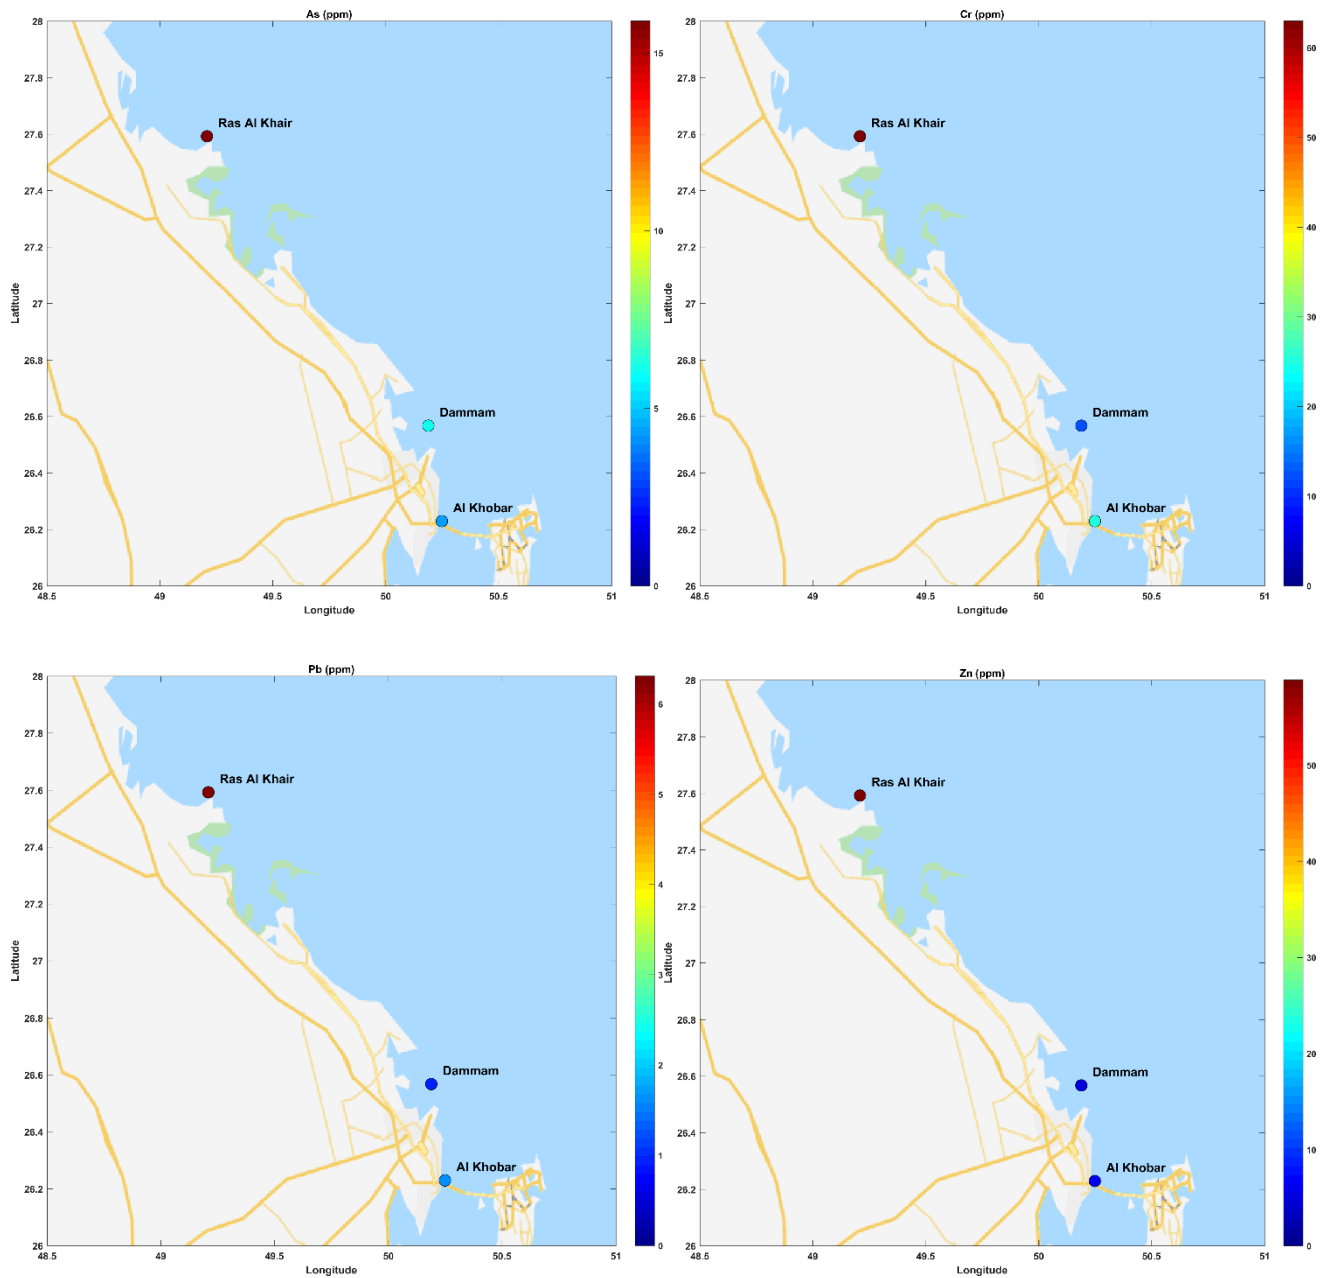 As (ppm)
28
27.8
27.6
27.4
27.2
27
26.8
26.6
26.4
26.2
26
Latitude
Ras Al Khair
Dammam
Al Khobar
48.5 49 49.5 50 50.5 51
Longitude
15
10
5
0
Cr (ppm)
28
27.8
27.6
27.4
27.2
27
26.8
26.6
26.4
26.2
26
Latitude
Ras Al Khair
Dammam
Al Khobar
48.5 49 49.5 50 50.5 51
Longitude
60
50
40
30
20
10
0
Pb (ppm)
28
27.8
27.6
27.4
27.2
27
26.8
26.6
26.4
26.2
26
Latitude
Ras Al Khair
Dammam
Al Khobar
48.5 49 49.5 50 50.5 51
Longitude
6
5
4
3
2
1
0
Zn (ppm)
28
27.8
27.6
27.4
27.2
27
26.8
26.6
26.4
26.2
26
Latitude
Ras Al Khair
Dammam
Al Khobar
48.5 49 49.5 50 50.5 51
Longitude
50
40
30
20
10
0